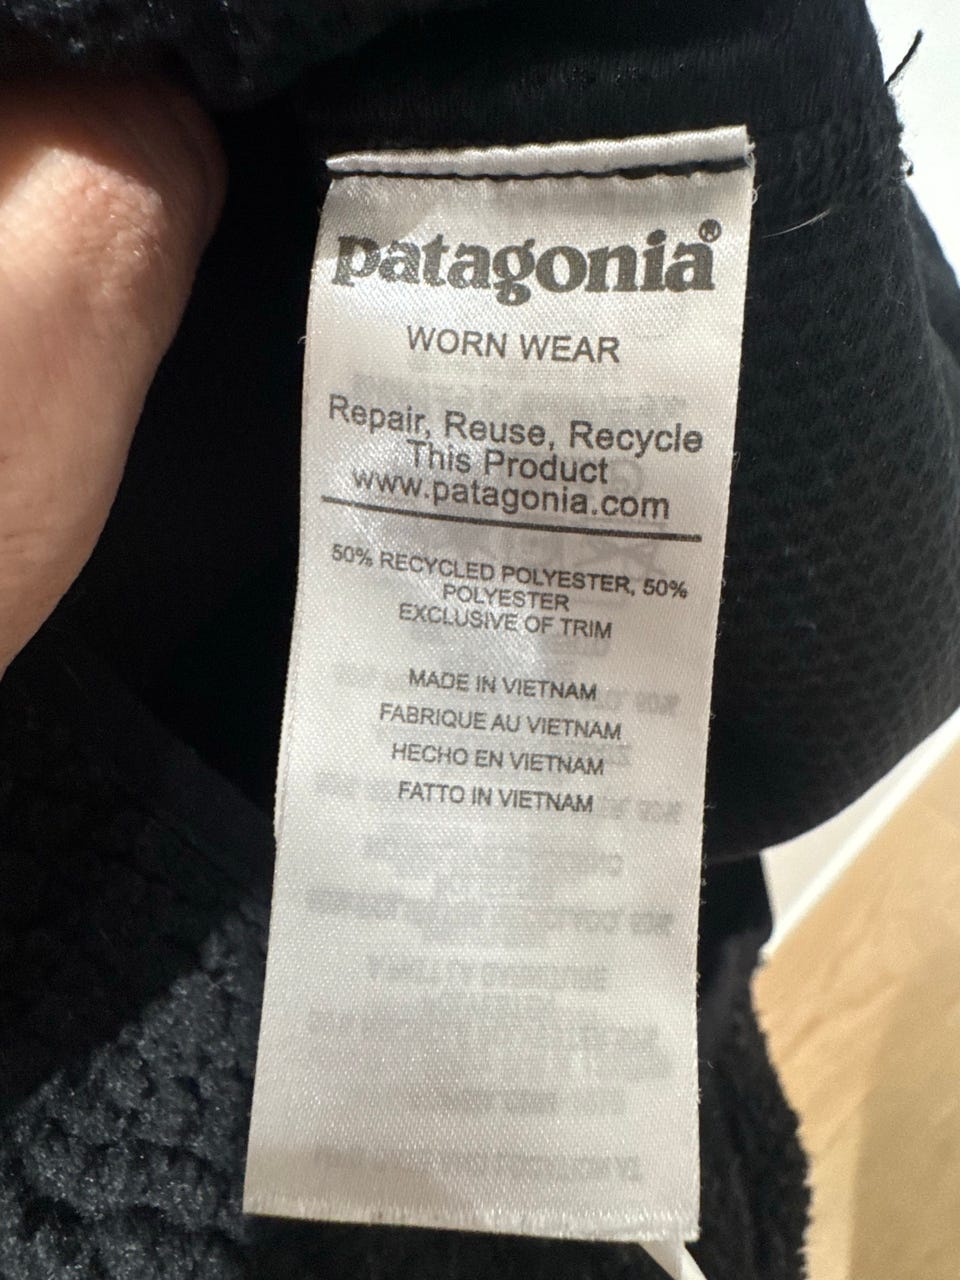 patagonia®
WORN WEAR
Repair, Reuse, Recycle
This Product
www.patagonia.com
50% RECYCLED POLYESTER, 50%
POLYESTER
EXCLUSIVE OF TRIM
MADE IN VIETNAM
FABRIQUE AU VIETNAM
HECHO EN VIETNAM
FATTO IN VIETNAM